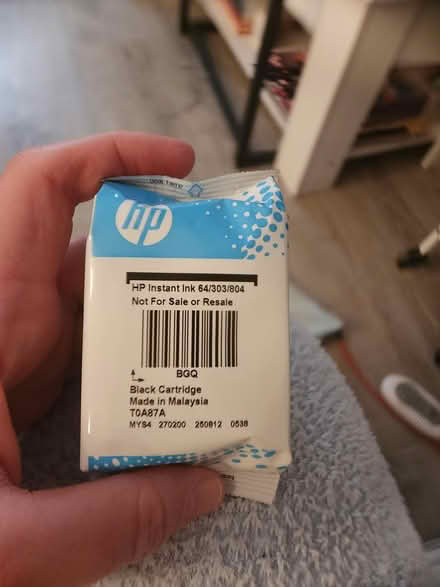 hp
HP Instant Ink 64/303/804
Not For Sale or Resale
BGQ
Black Cartridge
Made in Malaysia
T0A87A
MYS4 270200 250812 0538